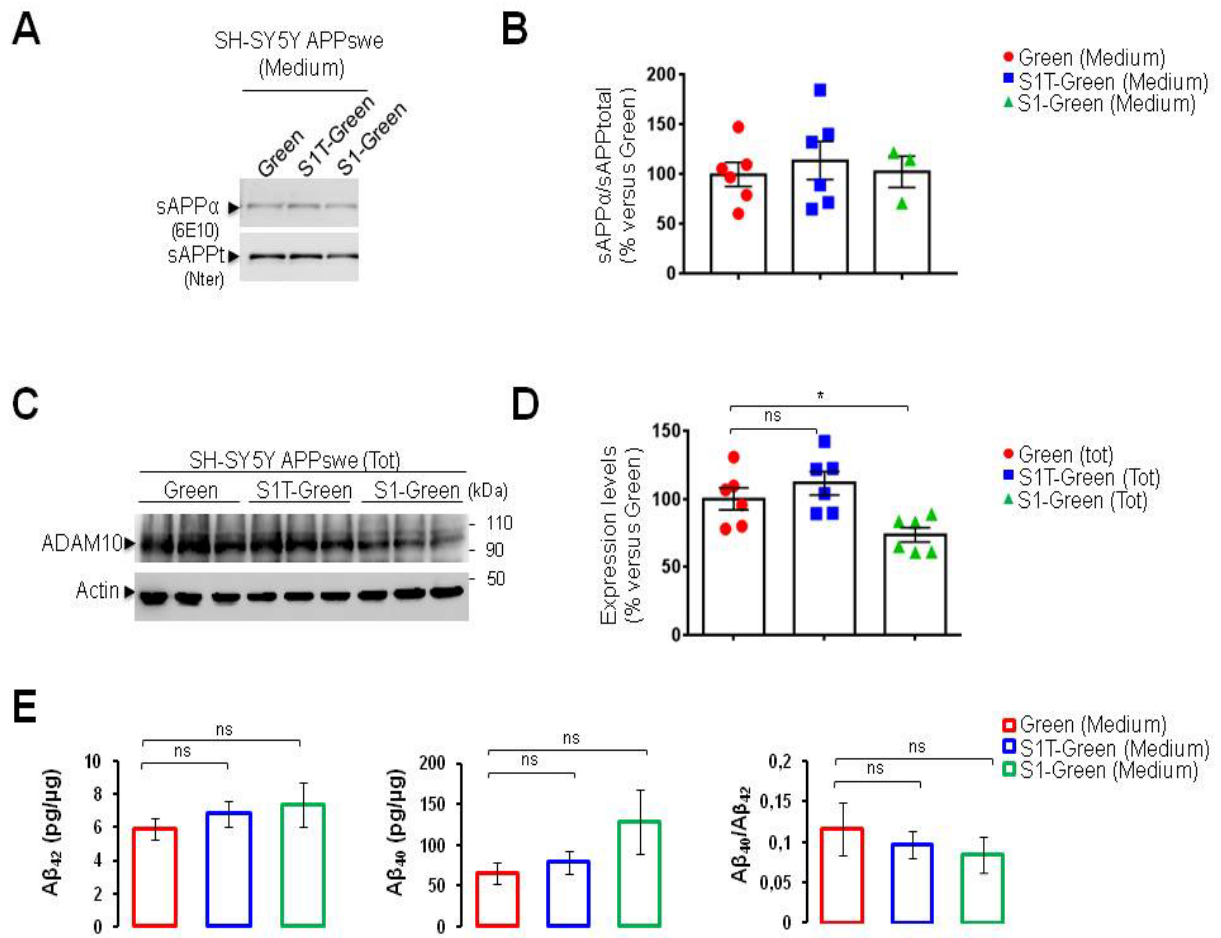 A
SH-SY5Y APPswe
(Medium)
Green
S1T-Green
S1-Green
sAPPα
(6E10)
sAPPt
(Nter)
B
sAPPα/sAPPtotal
(% versus Green)
200
150
100
50
0
Green (Medium)
S1T-Green (Medium)
S1-Green (Medium)
C
SH-SY5Y APPswe (Tot)
Green S1T-Green S1-Green (kDa)
110
ADAM10
90
50
Actin
D
Expression levels
(% versus Green)
150
100
50
0
*
ns
Green (tot)
S1T-Green (Tot)
S1-Green (Tot)
E
Aβ42 (pg/µg)
10
8
6
4
2
0
ns
ns
Aβ40 (pg/µg)
200
150
100
50
0
ns
ns
Aβ40/Aβ42
0,2
0,15
0,1
0,05
0
ns
ns
Green (Medium)
S1T-Green (Medium)
S1-Green (Medium)